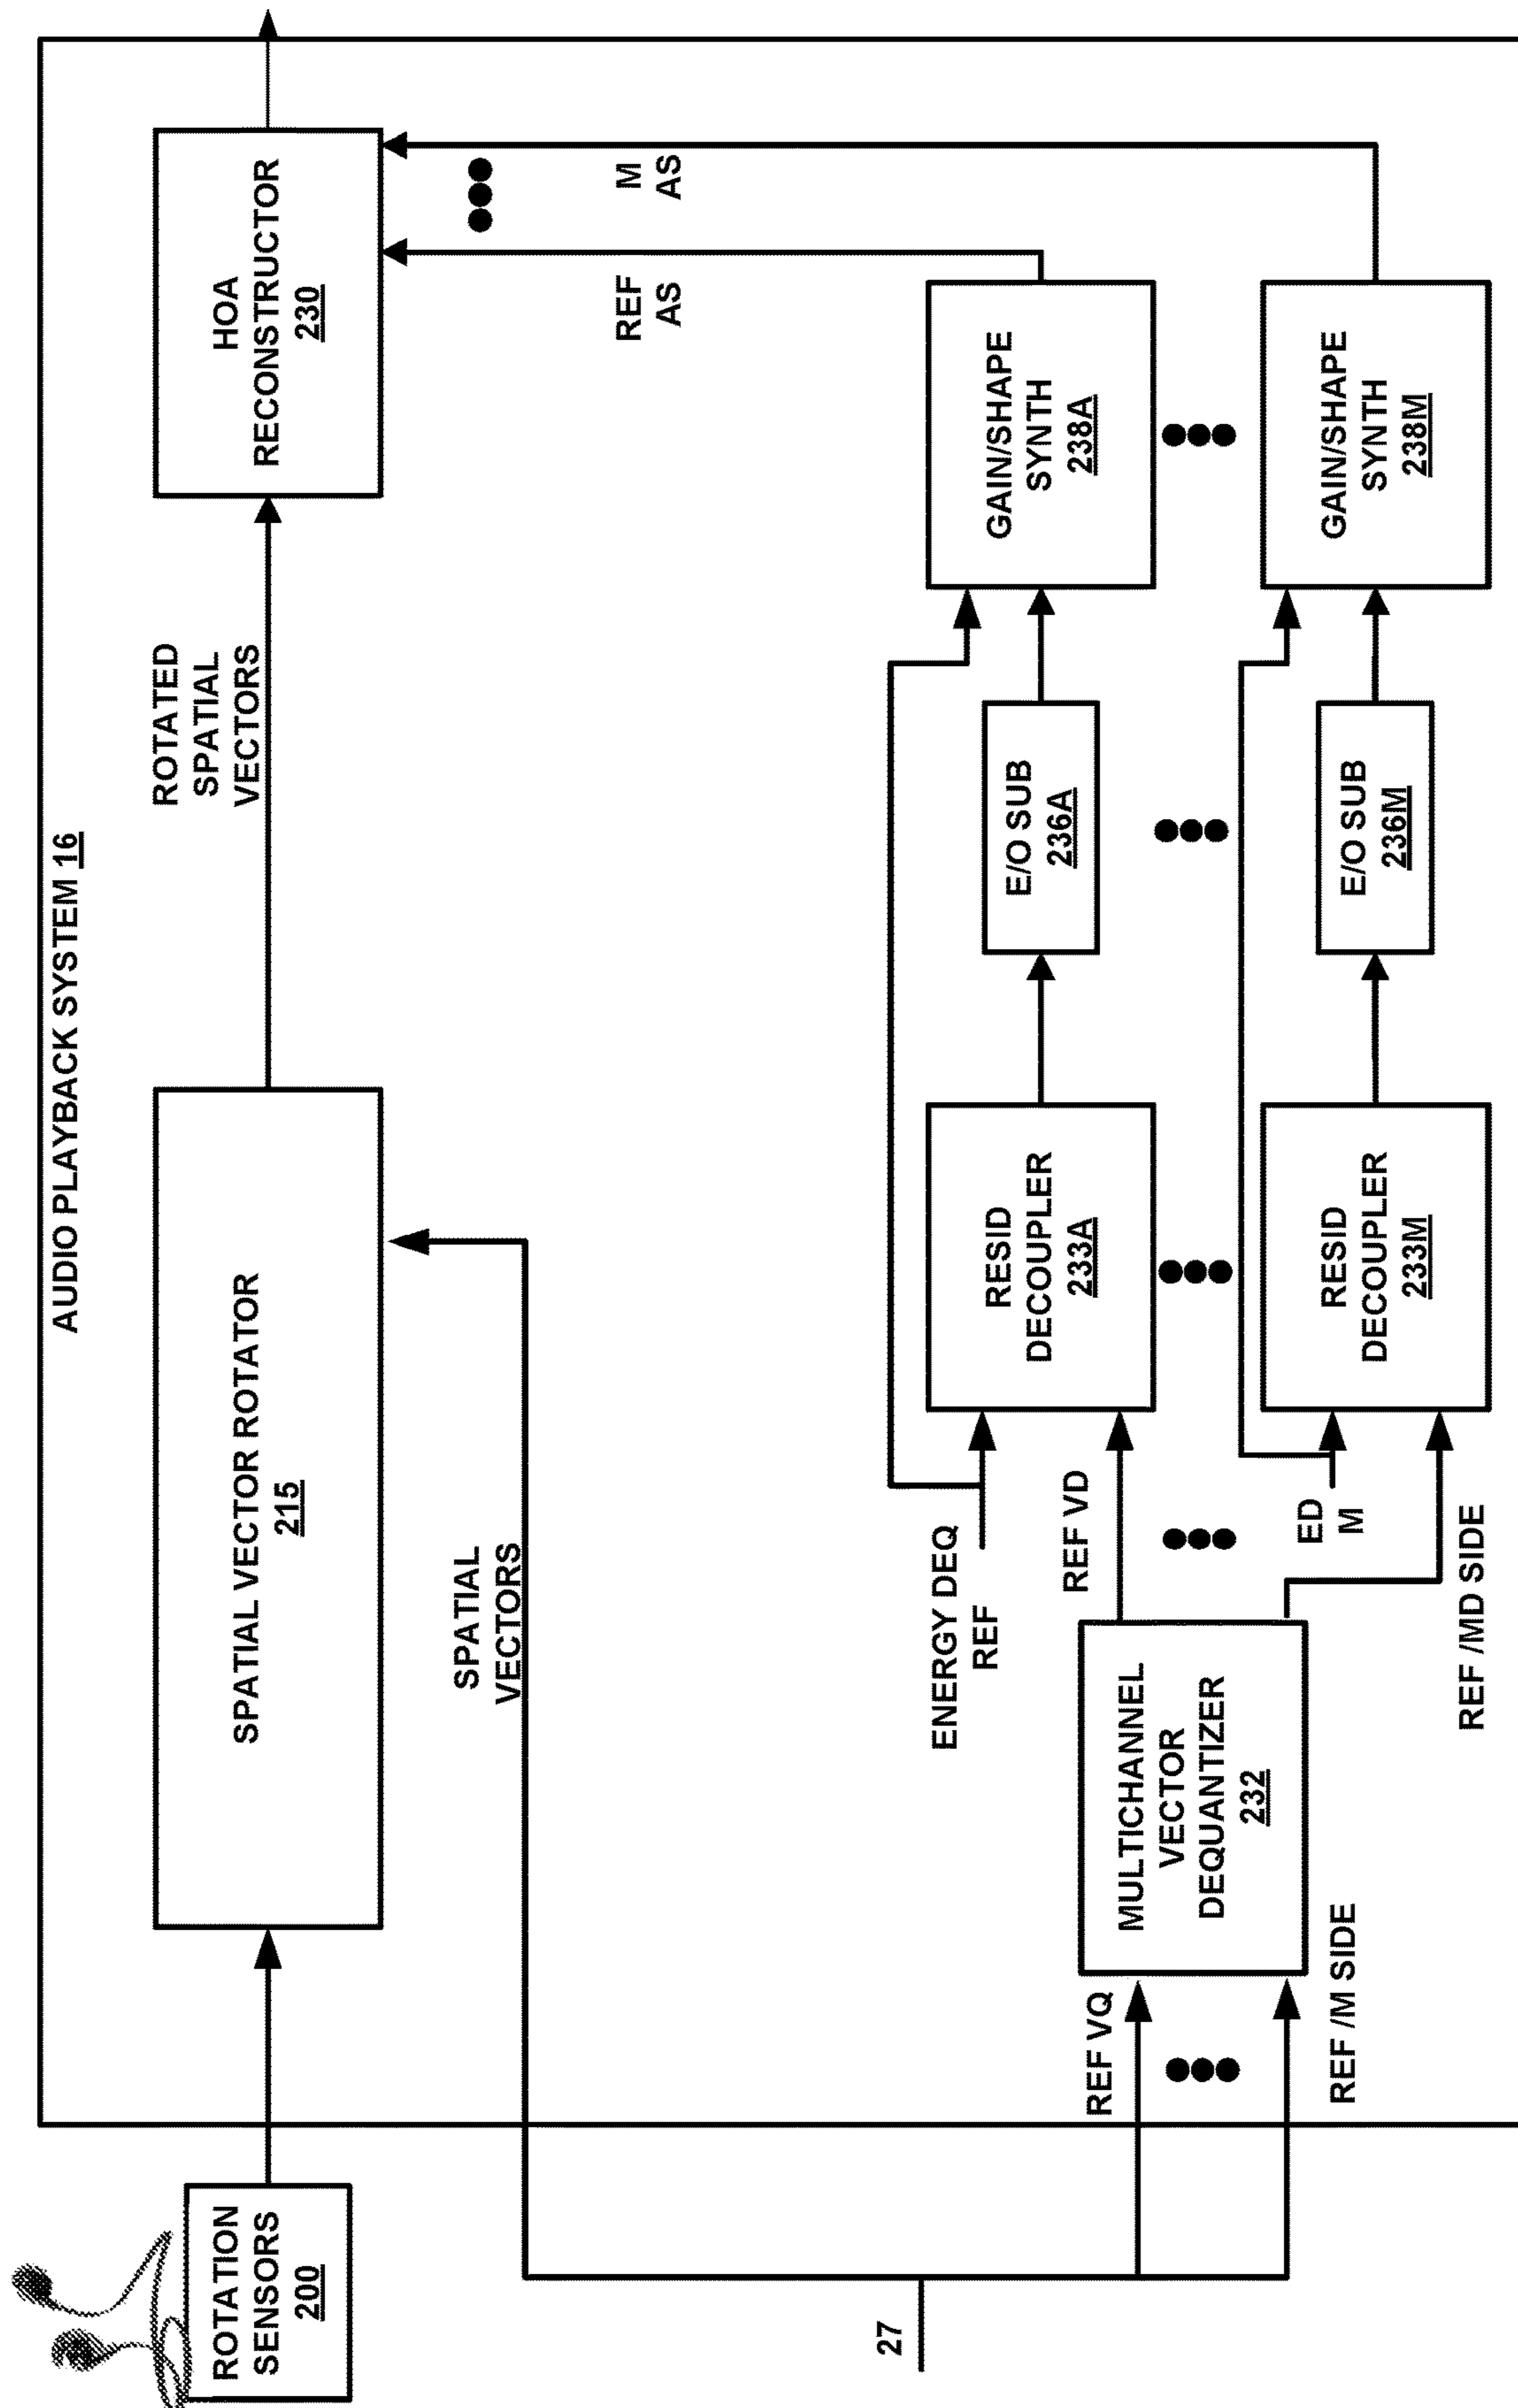 AUDIO PLAYBACK SYSTEM 16
ROTATION
SENSORS
200
SPATIAL VECTOR ROTATOR
215
ROTATED
SPATIAL
VECTORS
HOA
RECONSTRUCTOR
230
SPATIAL
VECTORS
REF
AS
M
AS
27
REF VQ
REF /M SIDE
MULTICHANNEL
VECTOR
DEQUANTIZER
232
ENERGY DEQ
REF
REF VD
ED
M
REF /MD SIDE
RESID
DECOUPLER
233A
E/O SUB
236A
GAIN/SHAPE
SYNTH
238A
RESID
DECOUPLER
233M
E/O SUB
236M
GAIN/SHAPE
SYNTH
238M